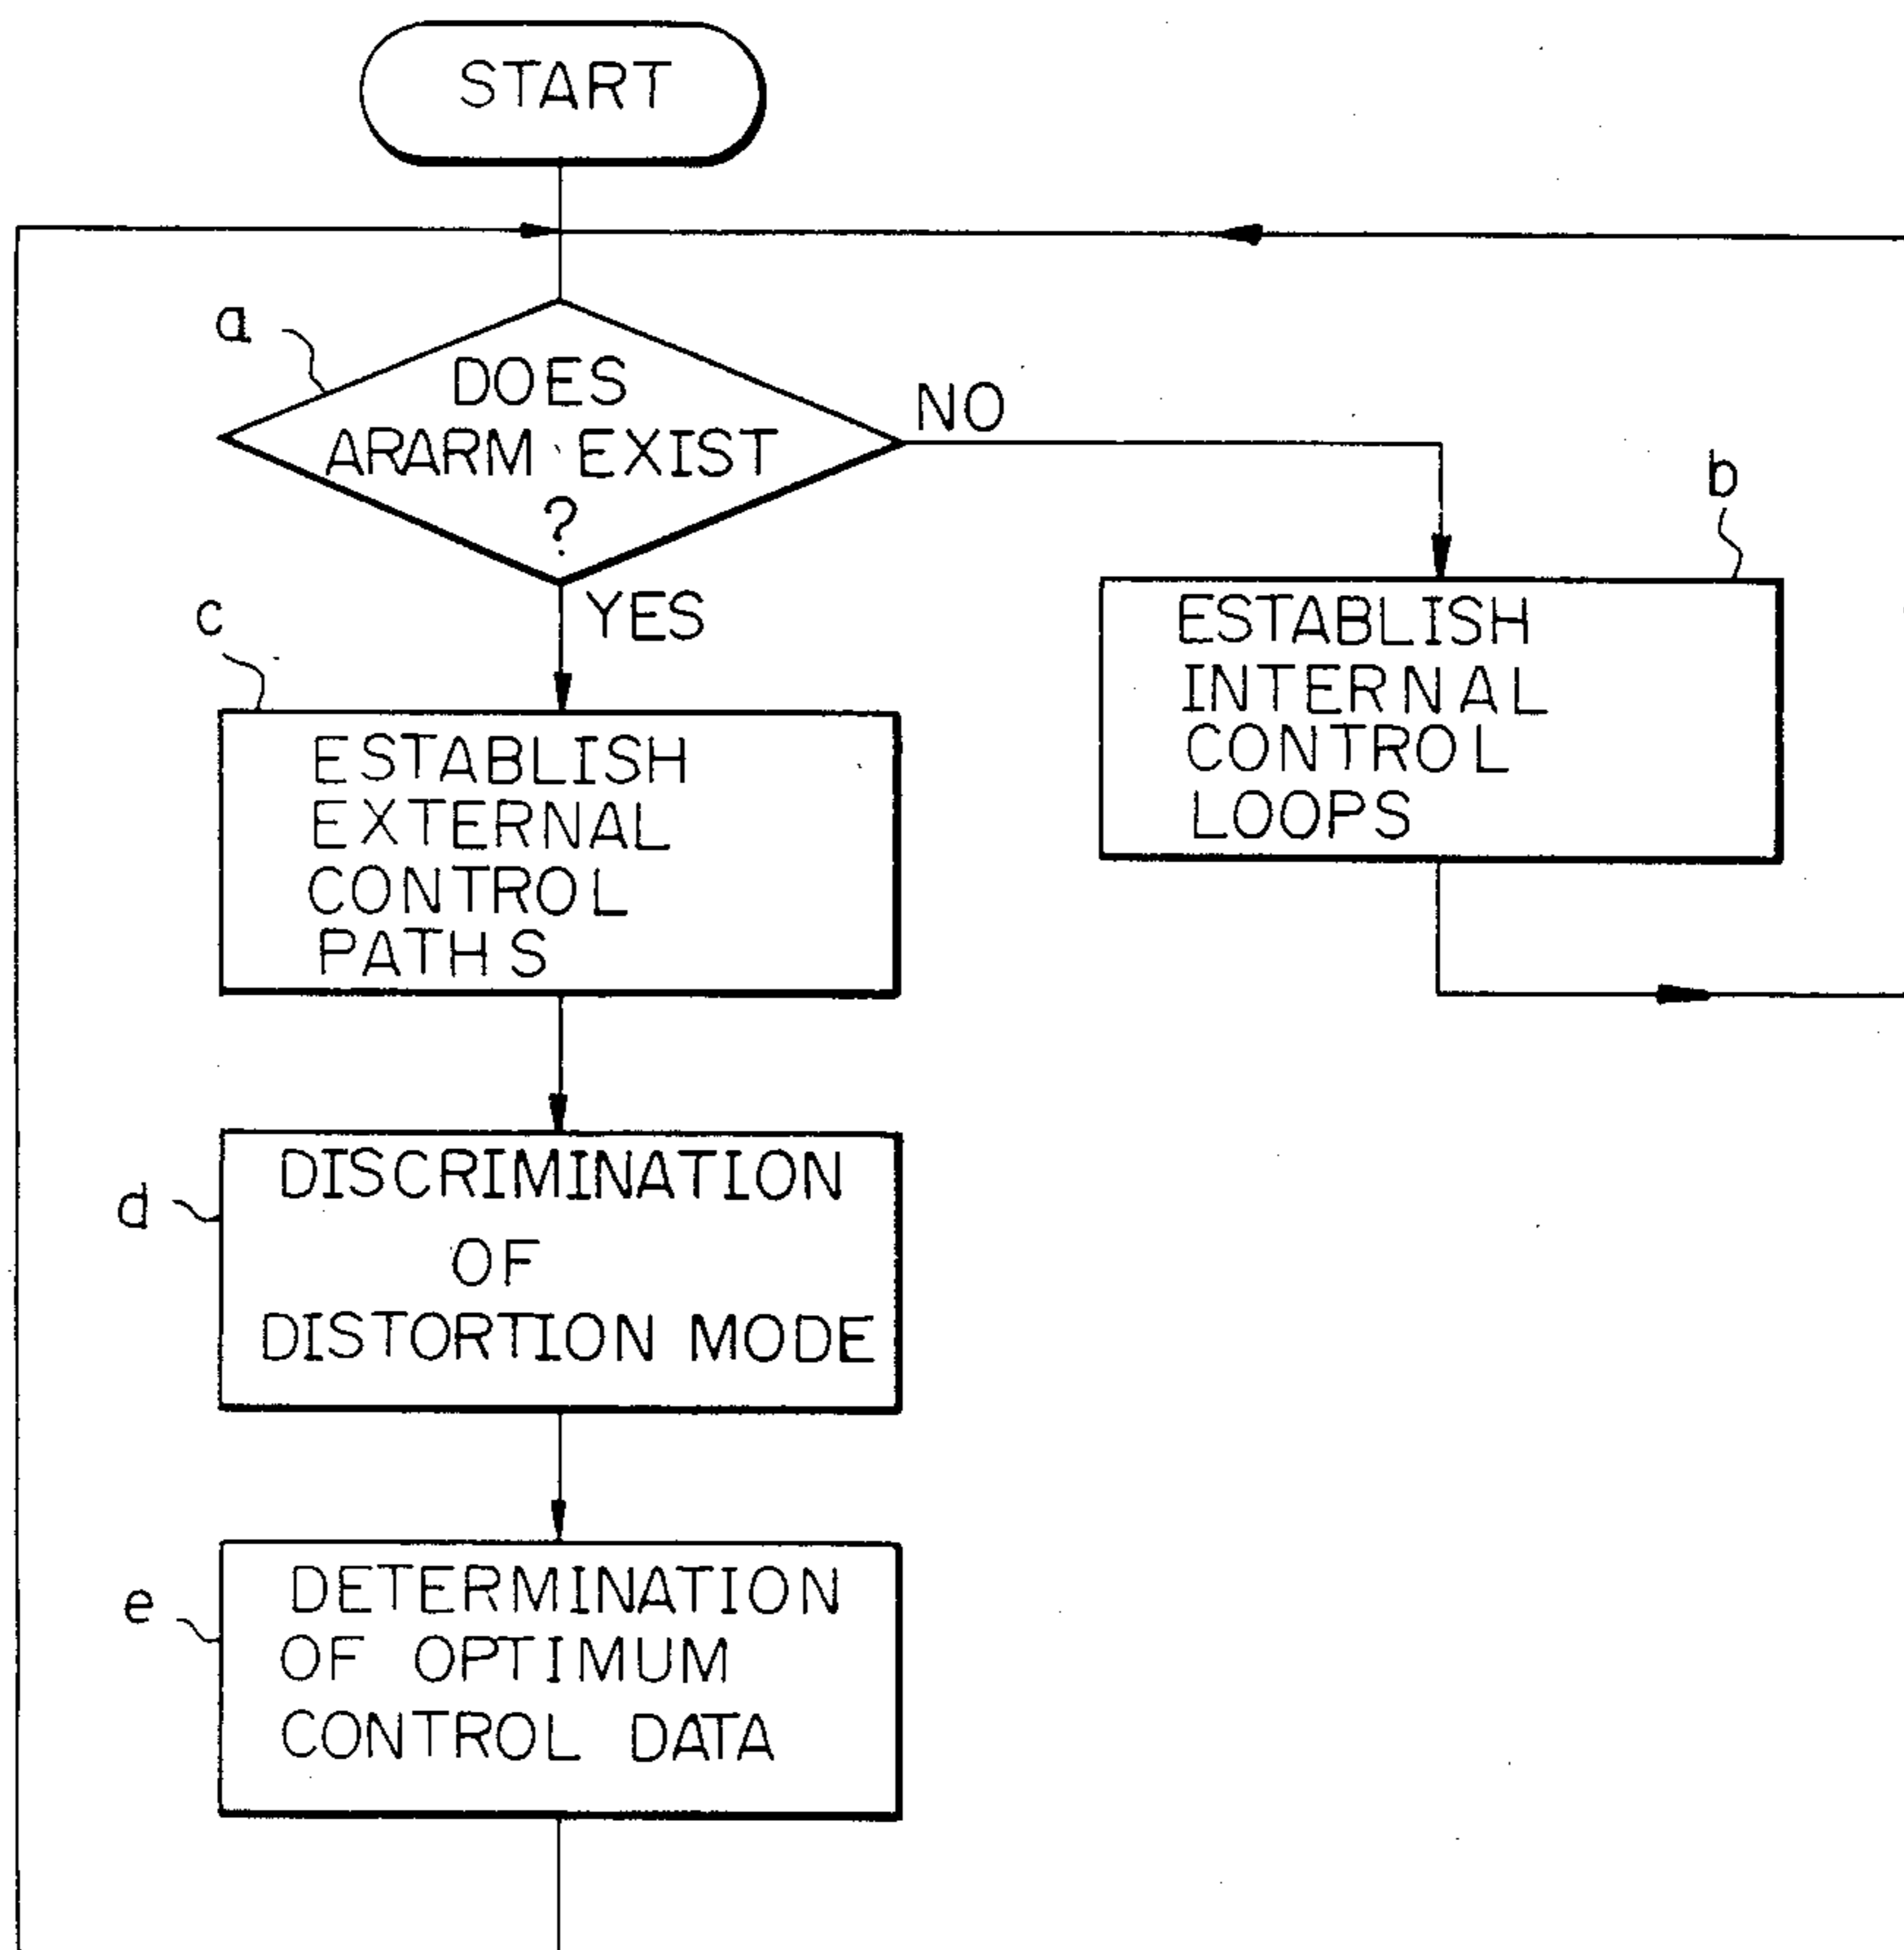 START
a
DOES
ARARM EXIST
?
NO
YES
b
ESTABLISH
INTERNAL
CONTROL
LOOPS
c
ESTABLISH
EXTERNAL
CONTROL
PATHS
d
DISCRIMINATION
OF
DISTORTION MODE
e
DETERMINATION
OF OPTIMUM
CONTROL DATA